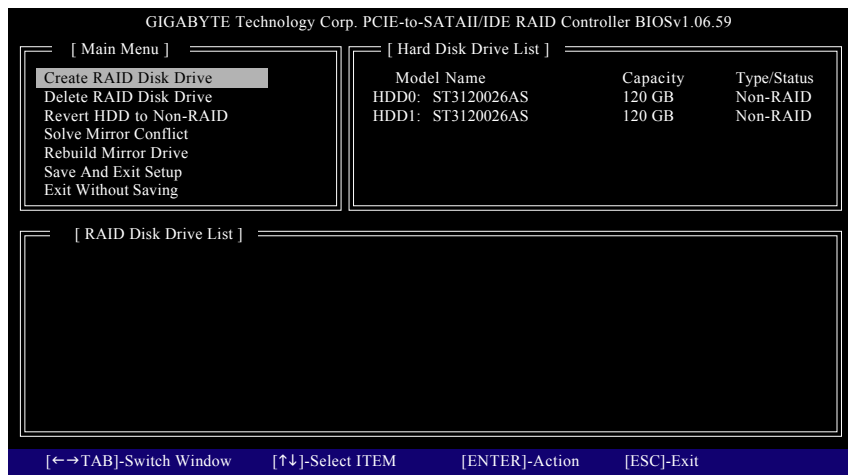 GIGABYTE Technology Corp. PCIE-to-SATAII/IDE RAID Controller BIOSv1.06.59
[ Main Menu ]
Create RAID Disk Drive
Delete RAID Disk Drive
Revert HDD to Non-RAID
Solve Mirror Conflict
Rebuild Mirror Drive
Save And Exit Setup
Exit Without Saving
[ Hard Disk Drive List ]
Model Name Capacity Type/Status
HDD0: ST3120026AS 120 GB Non-RAID
HDD1: ST3120026AS 120 GB Non-RAID
[ RAID Disk Drive List ]
[←→TAB]-Switch Window [↑↓]-Select ITEM [ENTER]-Action [ESC]-Exit